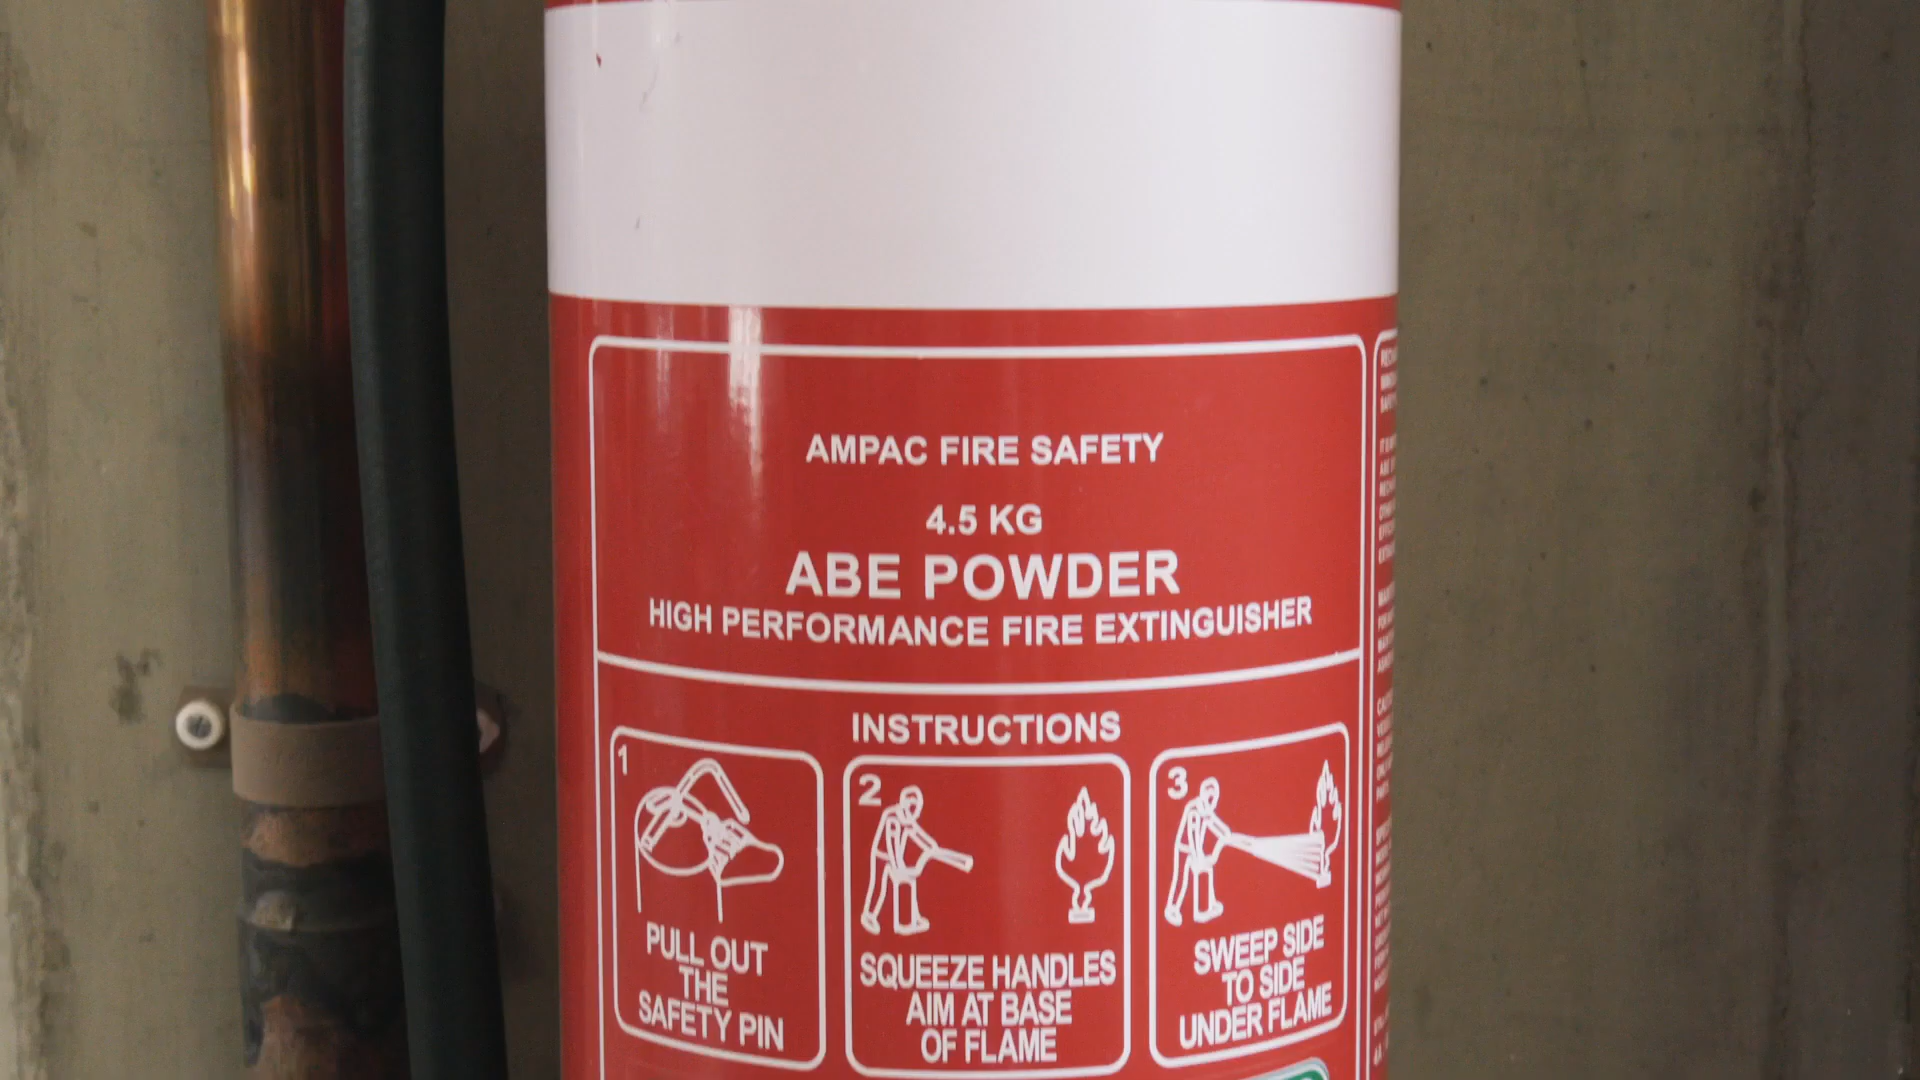 AMPAC FIRE SAFETY
4.5 KG
ABE POWDER
HIGH PERFORMANCE FIRE EXTINGUISHER
INSTRUCTIONS
1
PULL OUT
THE
SAFETY PIN
2
SQUEEZE HANDLES
AIM AT BASE
OF FLAME
3
SWEEP SIDE
TO SIDE
UNDER FLAME